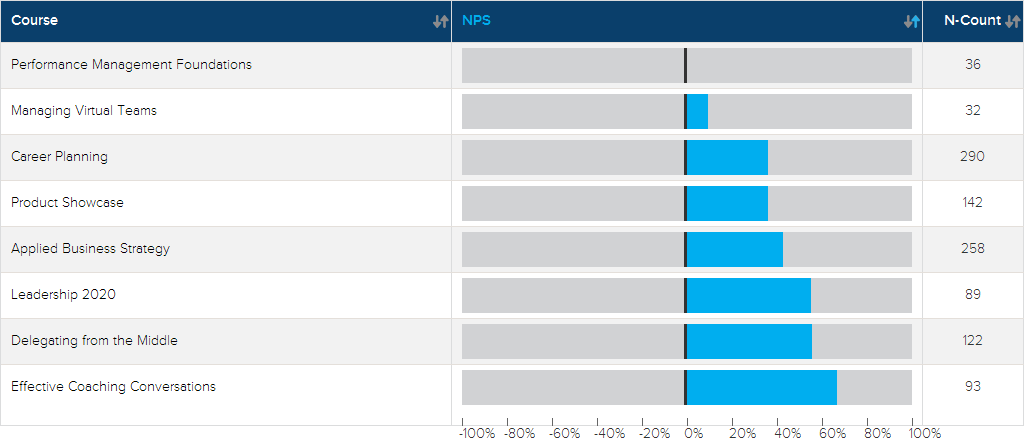 Course NPS N-Count
Performance Management Foundations 36
Managing Virtual Teams 32
Career Planning 290
Product Showcase 142
Applied Business Strategy 258
Leadership 2020 89
Delegating from the Middle 122
Effective Coaching Conversations 93
-100% -80% -60% -40% -20% 0% 20% 40% 60% 80% 100%